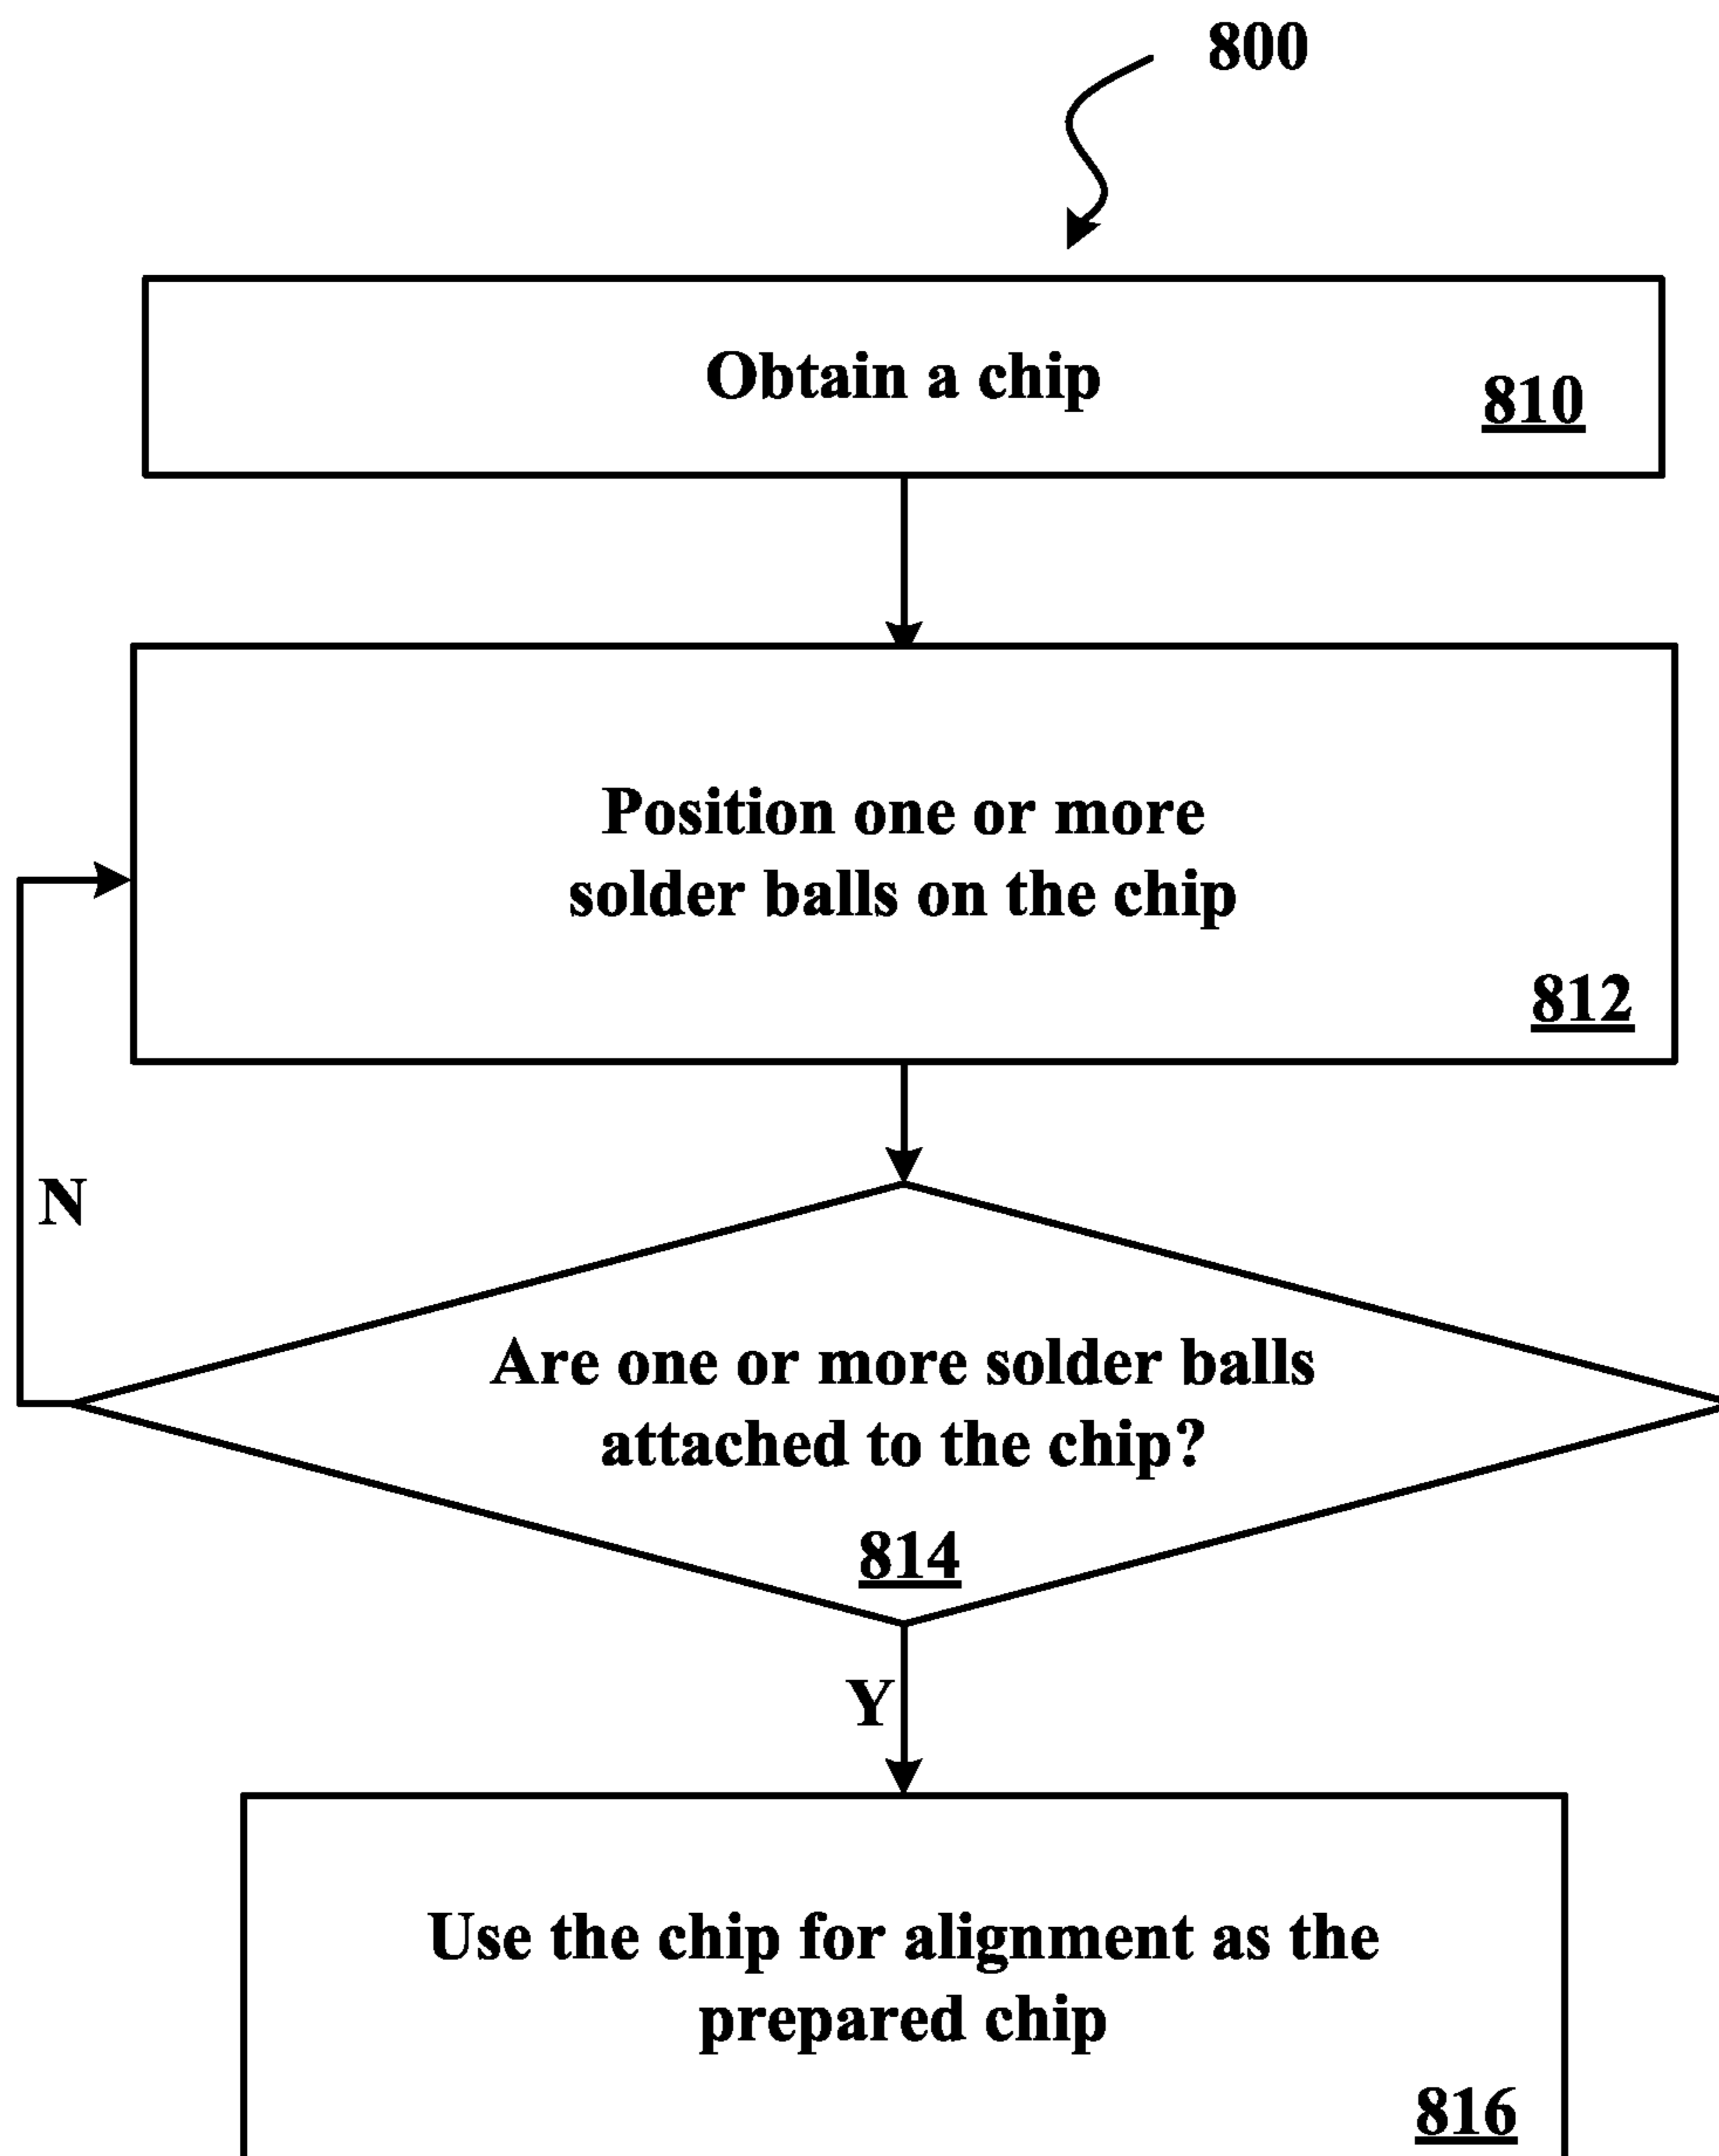 800
Obtain a chip
810
Position one or more
solder balls on the chip
812
N
Are one or more solder balls
attached to the chip?
814
Y
Use the chip for alignment as the
prepared chip
816